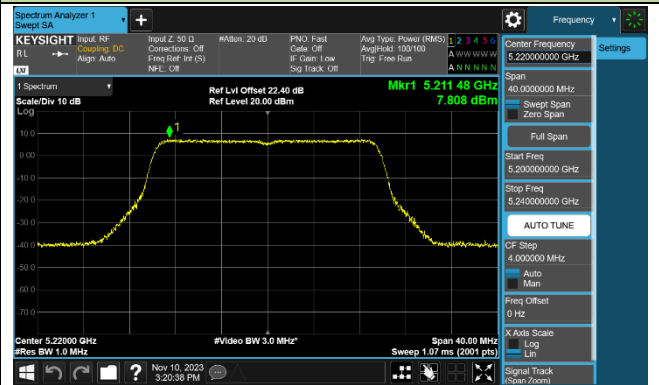 Spectrum Analyzer 1
Swept SA
+
Frequency
KEYSIGHT
RL
LXI
Input: RF
Coupling: DC
Align: Auto
Input Z: 50 Ω
Corrections: Off
Freq Ref: Int (S)
NFE: Off
#Atten: 20 dB
PNO: Fast
Gate: Off
IF Gain: Low
Sig Track: Off
Avg Type: Power (RMS)
Avg|Hold: 100/100
Trig: Free Run
1 2 3 4 5 6
A W W W W W
A N N N N N
1 Spectrum
Scale/Div 10 dB
Log
Ref Lvl Offset 22.40 dB
Ref Level 20.00 dBm
Mkr1 5.211 48 GHz
7.808 dBm
1
10.0
0.00
-10.0
-20.0
-30.0
-40.0
-50.0
-60.0
-70.0
Center 5.22000 GHz
#Res BW 1.0 MHz
#Video BW 3.0 MHz*
Span 40.00 MHz
Sweep 1.07 ms (2001 pts)
Center Frequency
5.220000000 GHz
Settings
Span
40.0000000 MHz
Swept Span
Zero Span
Full Span
Start Freq
5.200000000 GHz
Stop Freq
5.240000000 GHz
AUTO TUNE
CF Step
4.000000 MHz
Auto
Man
Freq Offset
0 Hz
X Axis Scale
Log
Lin
Signal Track
(Span Zoom)
?
Nov 10, 2023
3:20:38 PM